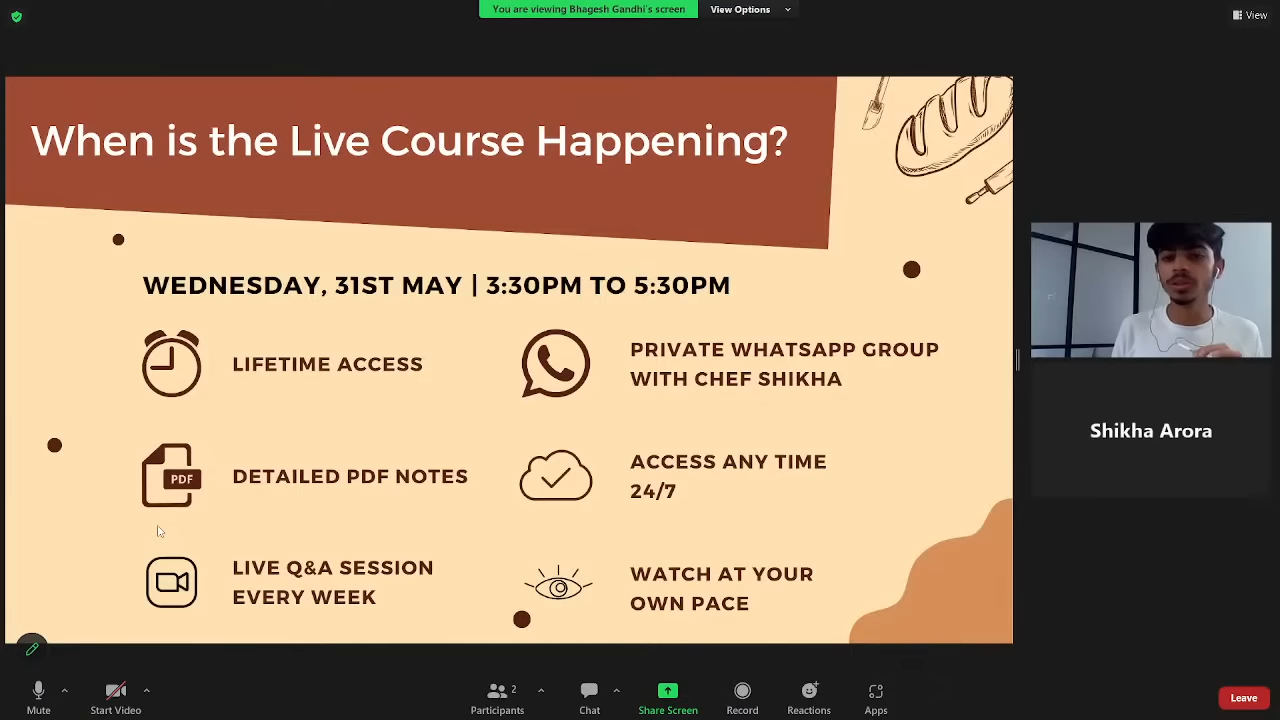 You are viewing Bhagesh Gandhi's screen View Options
View
When is the Live Course Happening?
WEDNESDAY, 31ST MAY | 3:30PM TO 5:30PM
LIFETIME ACCESS
PRIVATE WHATSAPP GROUP
WITH CHEF SHIKHA
PDF
DETAILED PDF NOTES
ACCESS ANY TIME
24/7
LIVE Q&A SESSION
EVERY WEEK
WATCH AT YOUR
OWN PACE
Shikha Arora
Mute
Start Video
2
Participants
Chat
Share Screen
Record
Reactions
Apps
Leave